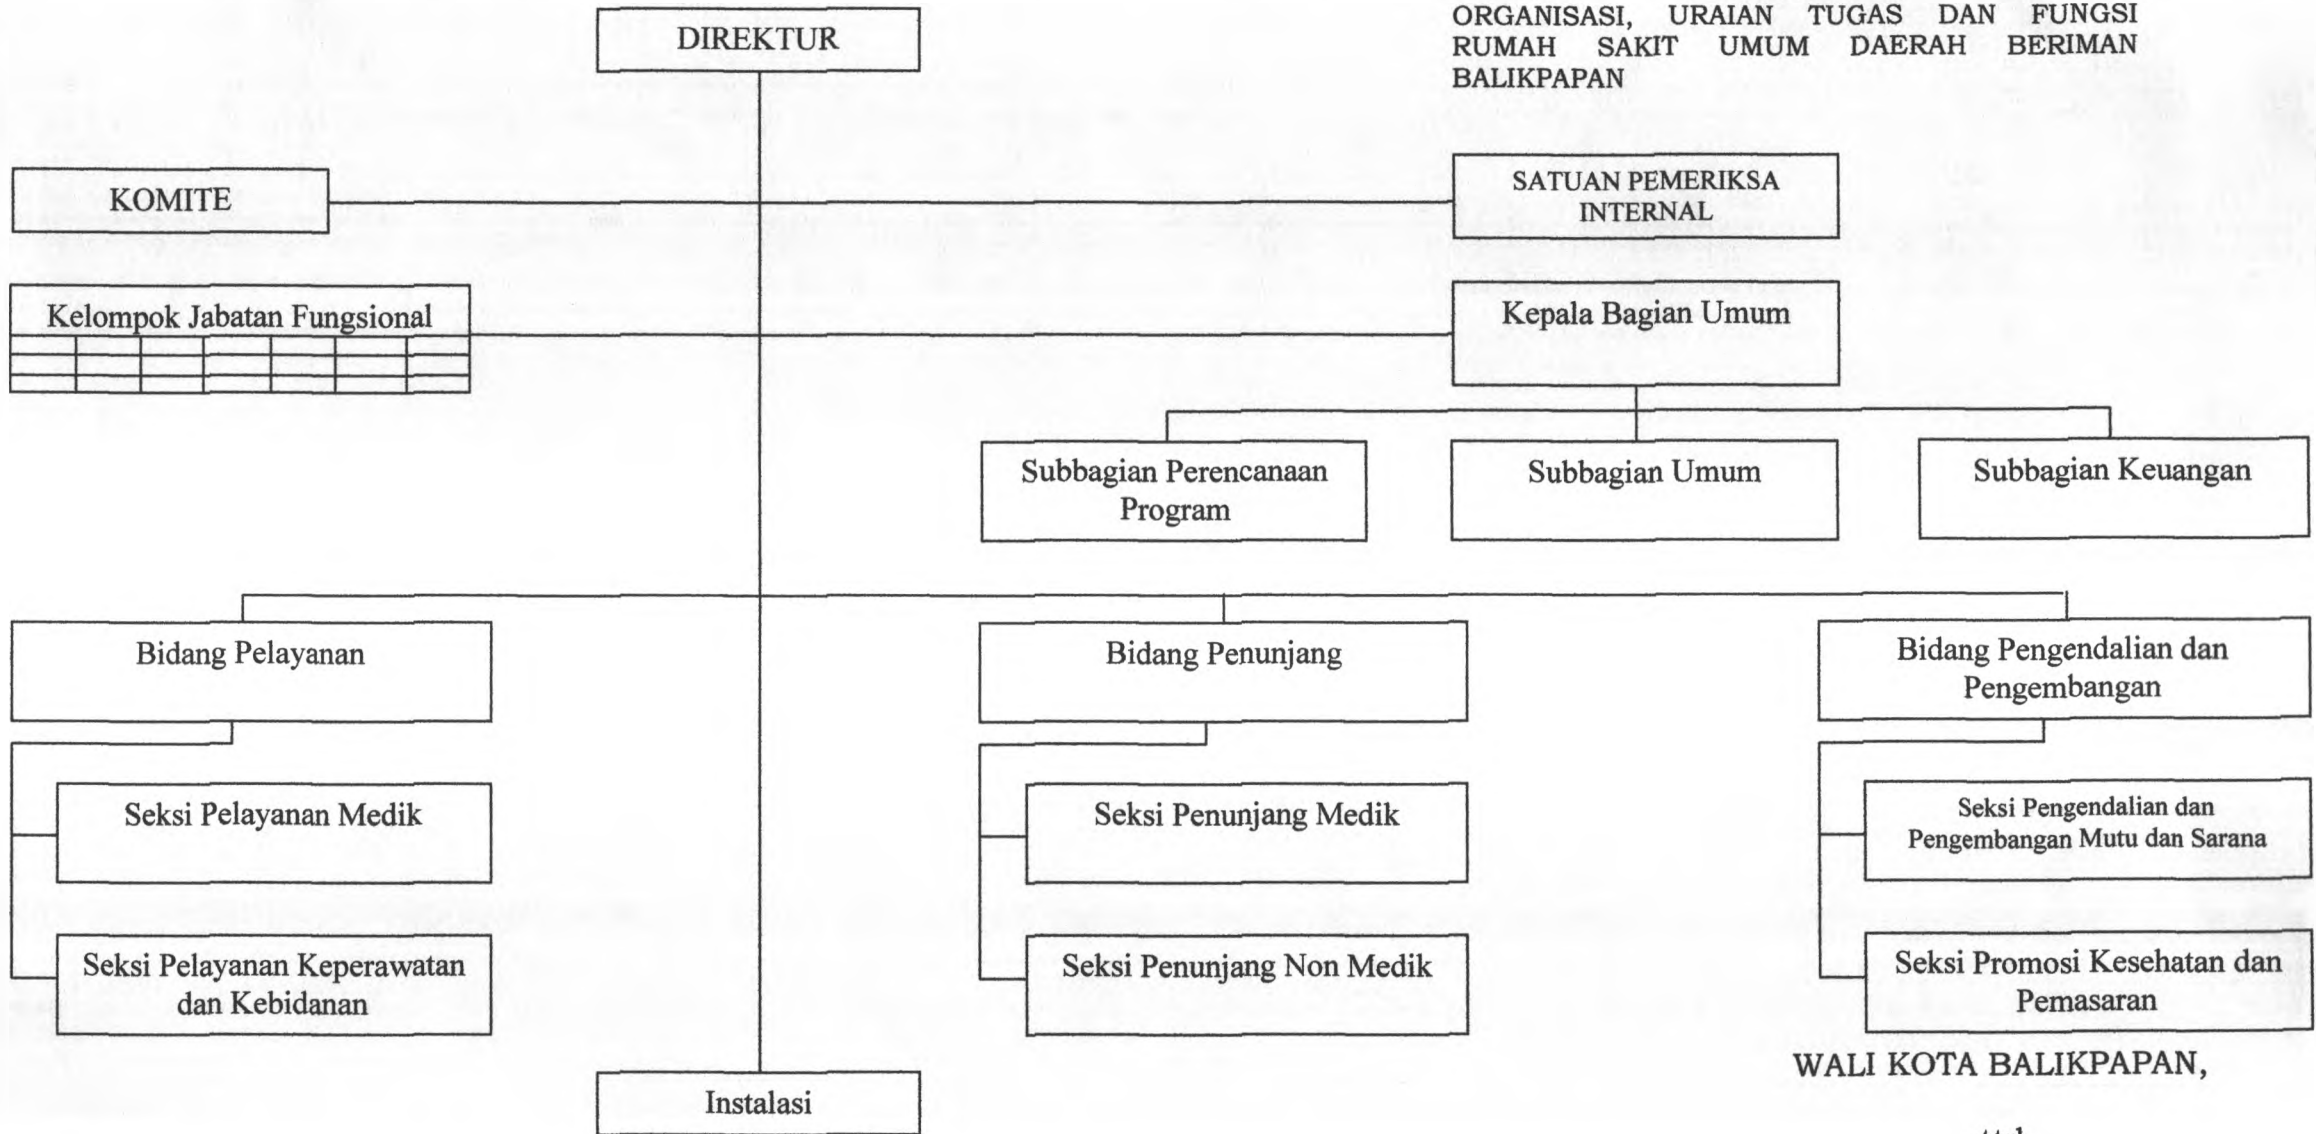 ORGANISASI, URAIAN TUGAS DAN FUNGSI
RUMAH SAKIT UMUM DAERAH BERIMAN
BALIKPAPAN
DIREKTUR
KOMITE
SATUAN PEMERIKSA
INTERNAL
Kelompok Jabatan Fungsional
Kepala Bagian Umum
Subbagian Perencanaan
Program
Subbagian Umum
Subbagian Keuangan
Bidang Pelayanan
Bidang Penunjang
Bidang Pengendalian dan
Pengembangan
Seksi Pelayanan Medik
Seksi Penunjang Medik
Seksi Pengendalian dan
Pengembangan Mutu dan Sarana
Seksi Pelayanan Keperawatan
dan Kebidanan
Seksi Penunjang Non Medik
Seksi Promosi Kesehatan dan
Pemasaran
WALI KOTA BALIKPAPAN,
Instalasi